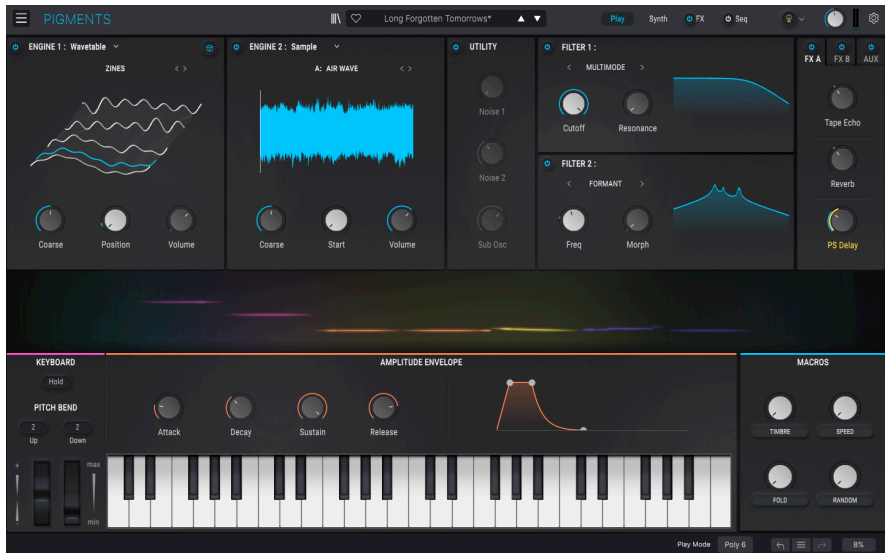 PIGMENTS
Long Forgotten Tomorrows*
Play
Synth
FX
Seq
ENGINE 1 : Wavetable
ZINES
Coarse
Position
Volume
ENGINE 2 : Sample
A: AIR WAVE
Coarse
Start
Volume
UTILITY
Noise 1
Noise 2
Sub Osc
FILTER 1 :
MULTIMODE
Cutoff
Resonance
FILTER 2 :
FORMANT
Freq
Morph
FX A
FX B
AUX
Tape Echo
Reverb
PS Delay
KEYBOARD
Hold
PITCH BEND
2
2
Up
Down
+
-
max
min
AMPLITUDE ENVELOPE
Attack
Decay
Sustain
Release
MACROS
TIMBRE
SPEED
FOLD
RANDOM
Play Mode
Poly 6
8%